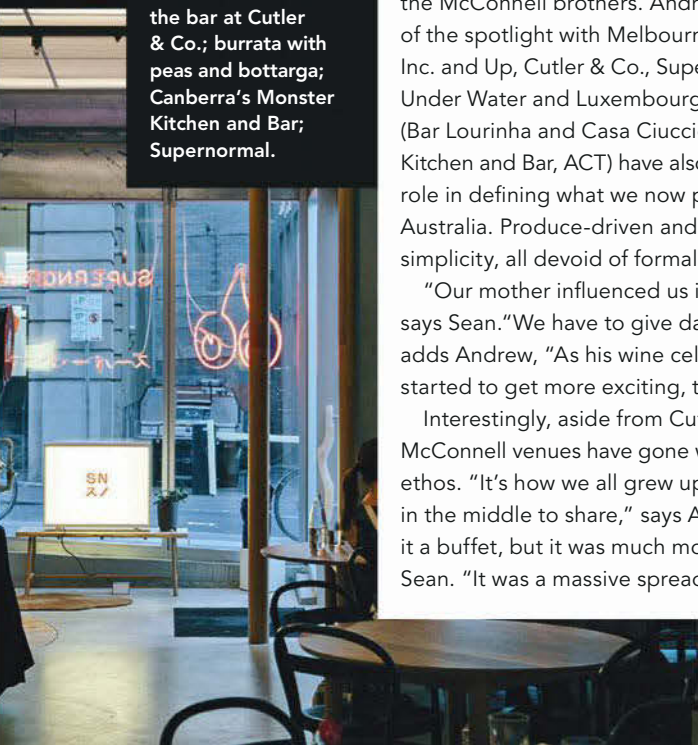 the bar at Cutler
& Co.; burrata with
peas and bottarga;
Canberra's Monster
Kitchen and Bar;
Supernormal.
the McConnell brothers. Andr
of the spotlight with Melbourn
Inc. and Up, Cutler & Co., Supe
Under Water and Luxembourg
(Bar Lourinha and Casa Ciucci
Kitchen and Bar, ACT) have also
role in defining what we now p
Australia. Produce-driven and
simplicity, all devoid of formal
"Our mother influenced us i
says Sean."We have to give da
adds Andrew, "As his wine cel
started to get more exciting, t
Interestingly, aside from Cut
McConnell venues have gone w
ethos. "It's how we all grew up
in the middle to share," says A
it a buffet, but it was much mo
Sean. "It was a massive spread
SN
スノ